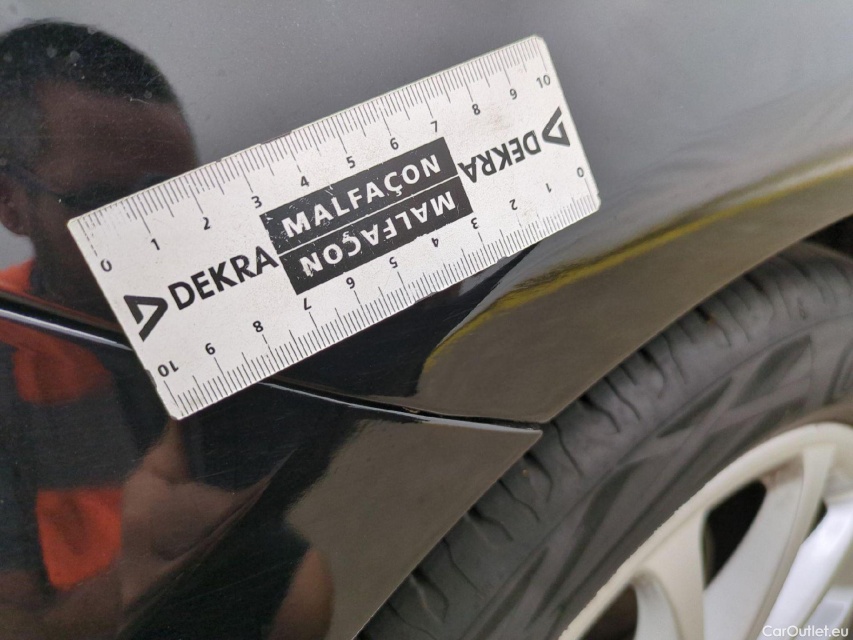 0 1 2 3 4 5 6 7 8 9 10
DEKRA MALFAÇON DEKRA
MALFAÇON
0 1 2 3 4 5 6 7 8 9 10
CarOutlet.eu